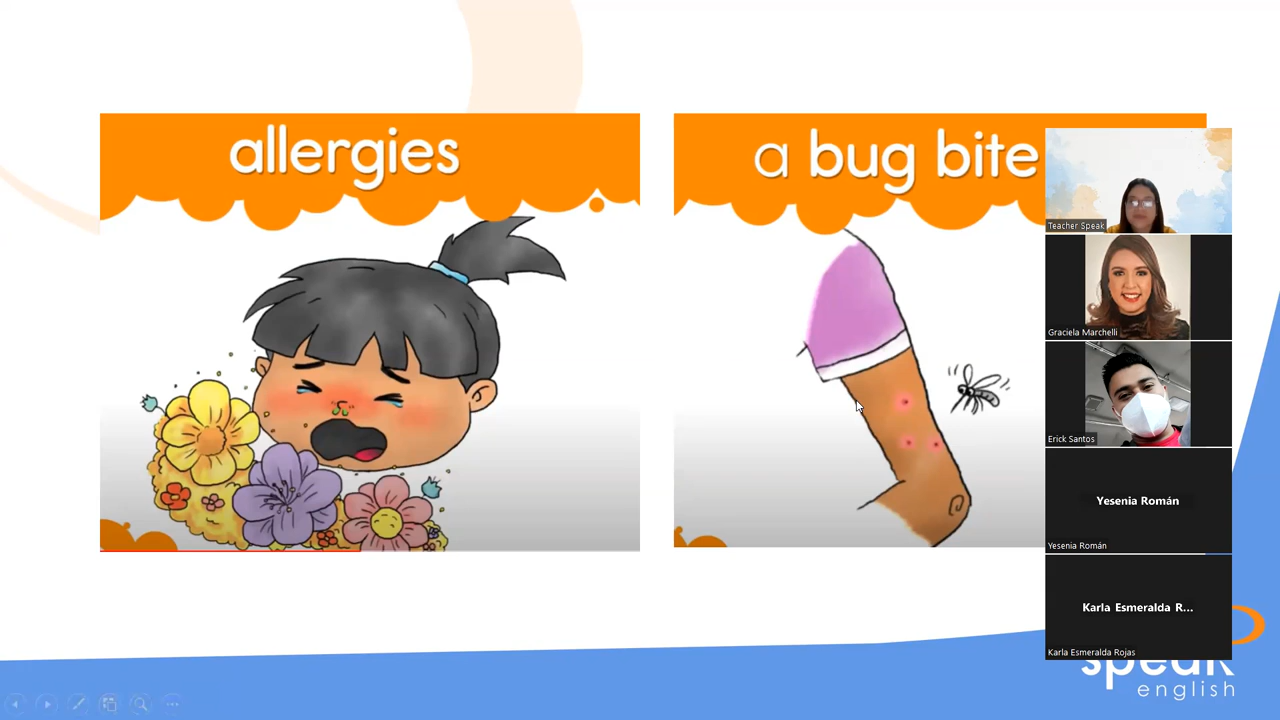 allergies
a bug bite
Teacher Speak
Graciela Marchelli
Erick Santos
Yesenia Román
Yesenia Román
Karla Esmeralda R...
Karla Esmeralda Rojas
speak
english